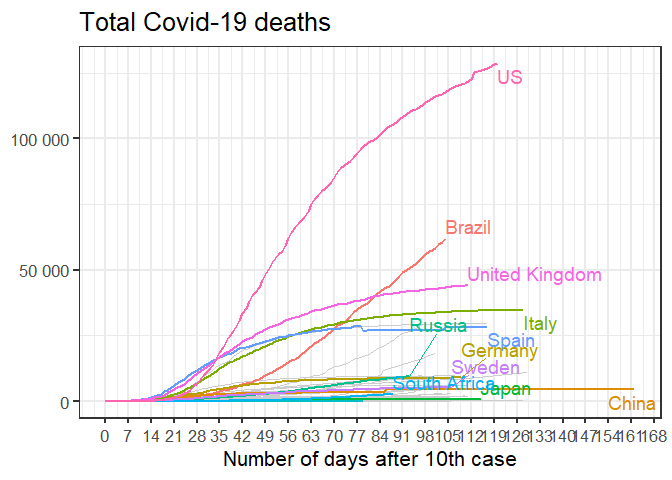 Total Covid-19 deaths
US
100 000
Brazil
United Kingdom
50 000
Russia
Italy
Spain
Germany
Sweden
South Africa
Japan
0
China
0 7 14 21 28 35 42 49 56 63 70 77 84 91 98 105 112 119 126 133 140 147 154 161 168
Number of days after 10th case